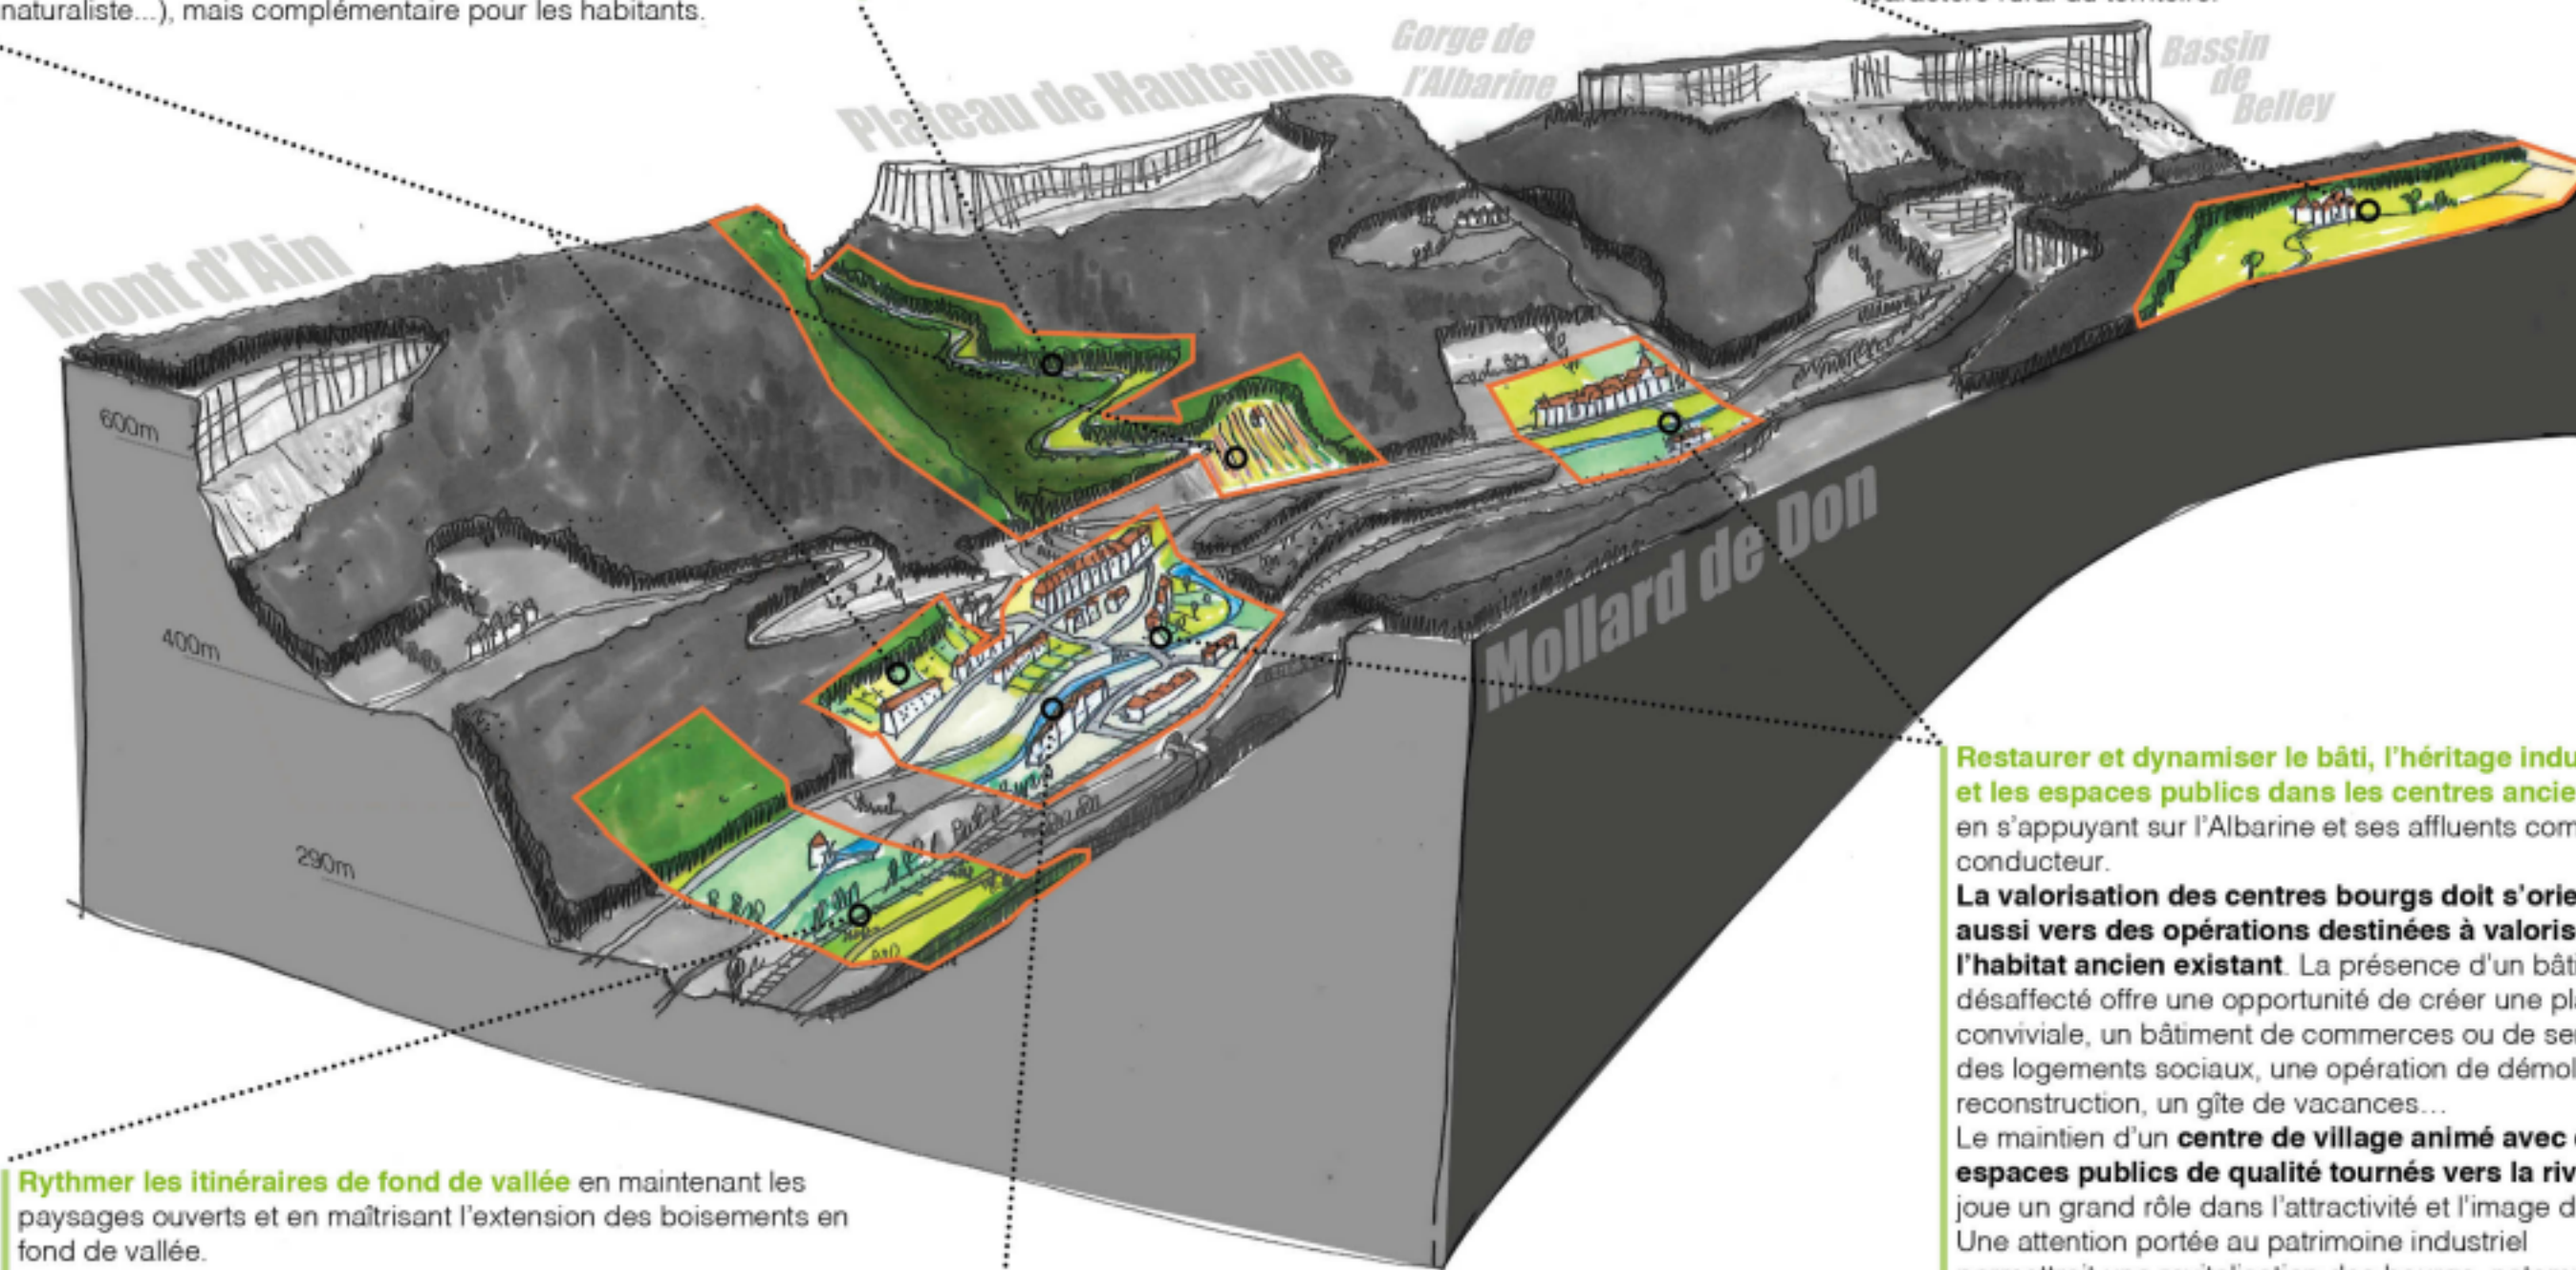 naturaliste...), mais complémentaire pour les habitants.
Gorge de
l'Albarine
Bassin
de
Belley
Plateau de Hauteville
Mont d'Ain
600m
400m
290m
Mollard de Don
Restaurer et dynamiser le bâti, l'héritage indu
et les espaces publics dans les centres ancie
en s'appuyant sur l'Albarine et ses affluents com
conducteur.
La valorisation des centres bourgs doit s'orie
aussi vers des opérations destinées à valoris
l'habitat ancien existant. La présence d'un bâti
désaffecté offre une opportunité de créer une pla
conviviale, un bâtiment de commerces ou de se
des logements sociaux, une opération de démol
reconstruction, un gîte de vacances...
Le maintien d'un centre de village animé avec
espaces publics de qualité tournés vers la riv
joue un grand rôle dans l'attractivité et l'image d
Une attention portée au patrimoine industriel
Rythmer les itinéraires de fond de vallée en maintenant les
paysages ouverts et en maîtrisant l'extension des boisements en
fond de vallée.